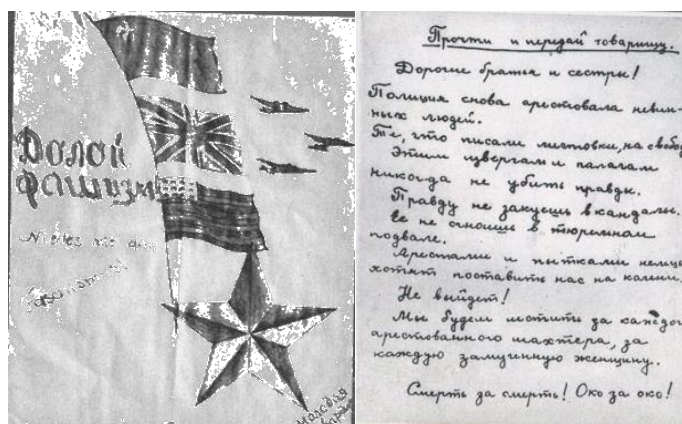 Долой
фашизм
Молодая
Прочти и передай товарищу.
Дорогие братья и сестры!
Полиция снова арестовала невин-
ных людей.
Те, что писали листовки, на свобод
Этим извергам и палачам
никогда не убить правды.
Правду не закуешь в кандалы.
Ее не сгноишь в тюремном
подвале.
Арестами и пытками немцы
хотят поставить нас на колени.
Не выйдет!
Мы будем мстить за каждого
арестованного шахтера, за
каждую замученную женщину.
Смерть за смерть! Око за око!